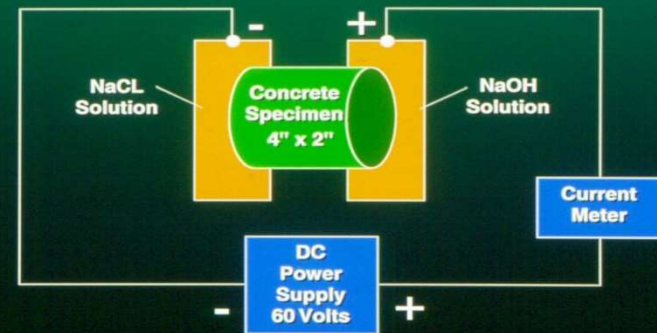 -
+
NaCL
Solution
Concrete
Specimen
4" x 2"
NaOH
Solution
Current
Meter
DC
Power
Supply
60 Volts
-
+